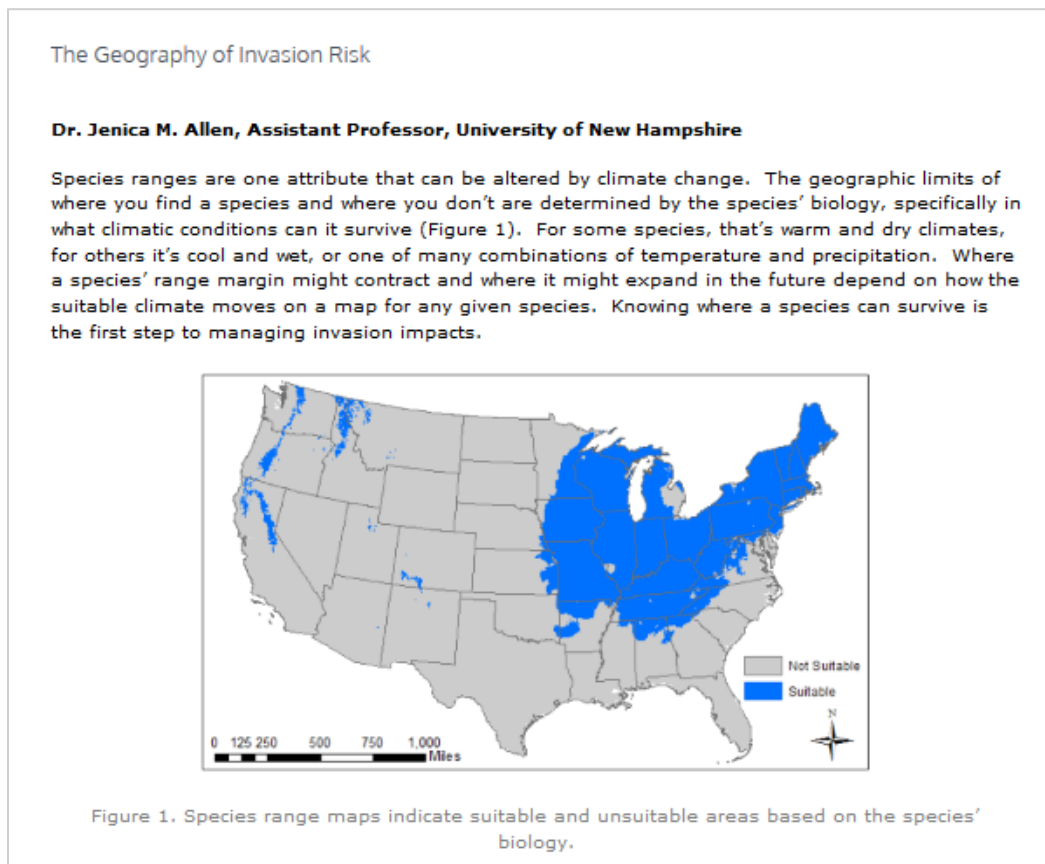 The Geography of Invasion Risk
Dr. Jenica M. Allen, Assistant Professor, University of New Hampshire
Species ranges are one attribute that can be altered by climate change.  The geographic limits of
where you find a species and where you don't are determined by the species' biology, specifically in
what climatic conditions can it survive (Figure 1).  For some species, that's warm and dry climates,
for others it's cool and wet, or one of many combinations of temperature and precipitation.  Where
a species' range margin might contract and where it might expand in the future depend on how the
suitable climate moves on a map for any given species.  Knowing where a species can survive is
the first step to managing invasion impacts.
Not Suitable
Suitable
N
0 125 250 500 750 1,000
Miles
Figure 1. Species range maps indicate suitable and unsuitable areas based on the species'
biology.